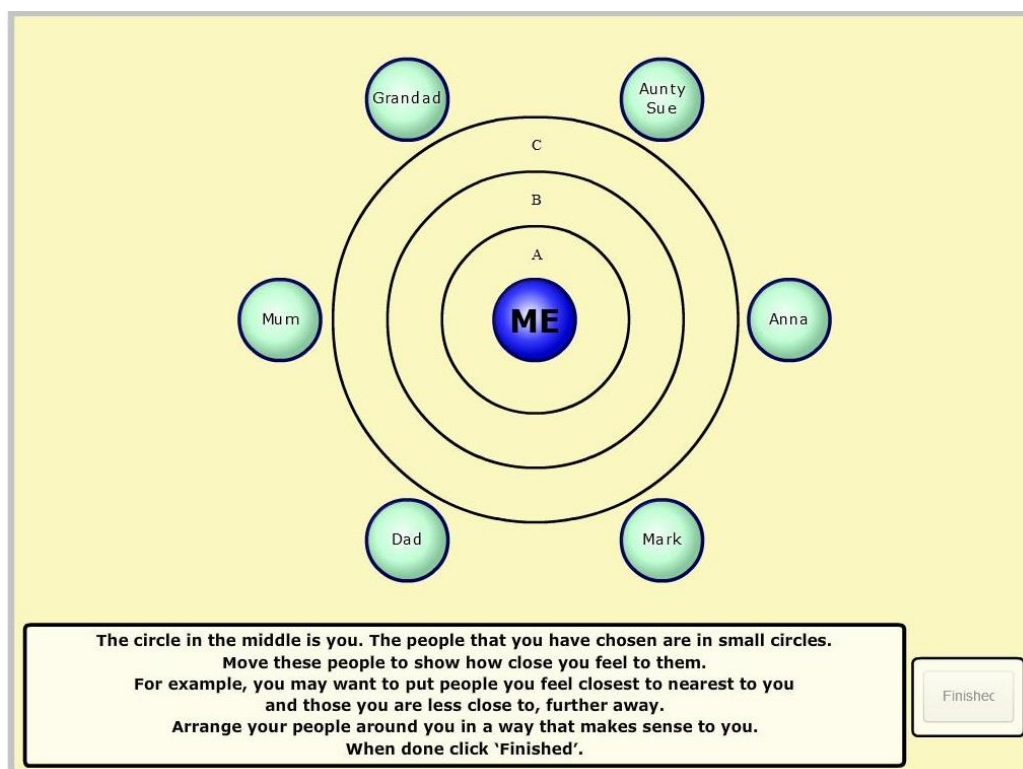 Grandad
Aunty
Sue
C
B
A
Mum
ME
Anna
Dad
Mark
The circle in the middle is you. The people that you have chosen are in small circles.
Move these people to show how close you feel to them.
For example, you may want to put people you feel closest to nearest to you
and those you are less close to, further away.
Arrange your people around you in a way that makes sense to you.
When done click ‘Finished’.
Finished